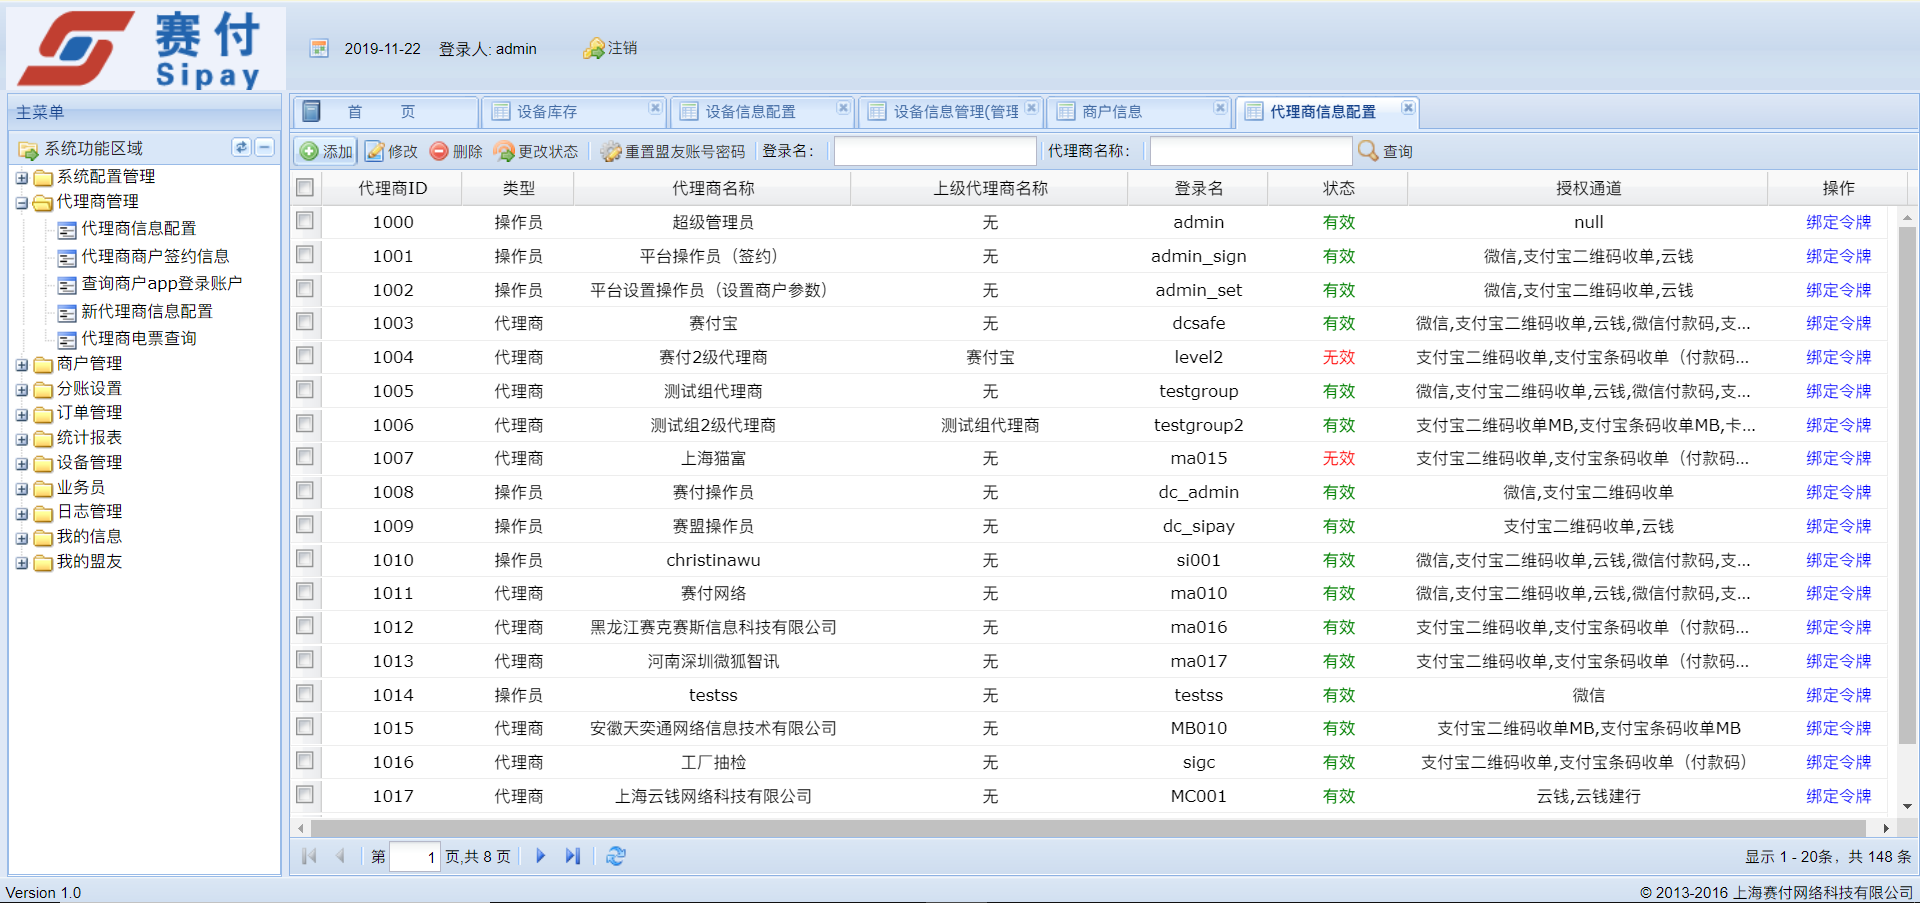 赛付
Sipay
2019-11-22 登录人: admin 注销
主菜单
首 页 设备库存 设备信息配置 设备信息管理(管理 商户信息 代理商信息配置
系统功能区域
添加 修改 删除 更改状态 重置盟友账号密码 登录名： 代理商名称： 查询
系统配置管理
代理商管理
代理商信息配置
代理商商户签约信息
查询商户app登录账户
新代理商信息配置
代理商电票查询
商户管理
分账设置
订单管理
统计报表
设备管理
业务员
日志管理
我的信息
我的盟友
代理商ID 类型 代理商名称 上级代理商名称 登录名 状态 授权通道 操作
1000 操作员 超级管理员 无 admin 有效 null 绑定令牌
1001 操作员 平台操作员（签约） 无 admin_sign 有效 微信,支付宝二维码收单,云钱 绑定令牌
1002 操作员 平台设置操作员（设置商户参数） 无 admin_set 有效 微信,支付宝二维码收单,云钱 绑定令牌
1003 代理商 赛付宝 无 dcsafe 有效 微信,支付宝二维码收单,云钱,微信付款码,支... 绑定令牌
1004 代理商 赛付2级代理商 赛付宝 level2 无效 支付宝二维码收单,支付宝条码收单（付款码... 绑定令牌
1005 代理商 测试组代理商 无 testgroup 有效 微信,支付宝二维码收单,云钱,微信付款码,支... 绑定令牌
1006 代理商 测试组2级代理商 测试组代理商 testgroup2 有效 支付宝二维码收单MB,支付宝条码收单MB,卡... 绑定令牌
1007 代理商 上海猫富 无 ma015 无效 支付宝二维码收单,支付宝条码收单（付款码... 绑定令牌
1008 操作员 赛付操作员 无 dc_admin 有效 微信,支付宝二维码收单 绑定令牌
1009 操作员 赛盟操作员 无 dc_sipay 有效 支付宝二维码收单,云钱 绑定令牌
1010 操作员 christinawu 无 si001 有效 微信,支付宝二维码收单,云钱,微信付款码,支... 绑定令牌
1011 代理商 赛付网络 无 ma010 有效 微信,支付宝二维码收单,云钱,微信付款码,支... 绑定令牌
1012 代理商 黑龙江赛克赛斯信息科技有限公司 无 ma016 有效 支付宝二维码收单,支付宝条码收单（付款码... 绑定令牌
1013 代理商 河南深圳微狐智讯 无 ma017 有效 支付宝二维码收单,支付宝条码收单（付款码... 绑定令牌
1014 操作员 testss 无 testss 有效 微信 绑定令牌
1015 代理商 安徽天奕通网络信息技术有限公司 无 MB010 有效 支付宝二维码收单MB,支付宝条码收单MB 绑定令牌
1016 代理商 工厂抽检 无 sigc 有效 支付宝二维码收单,支付宝条码收单（付款码） 绑定令牌
1017 代理商 上海云钱网络科技有限公司 无 MC001 有效 云钱,云钱建行 绑定令牌
第 1 页,共 8 页 显示 1 - 20条，共 148 条
Version 1.0 © 2013-2016 上海赛付网络科技有限公司